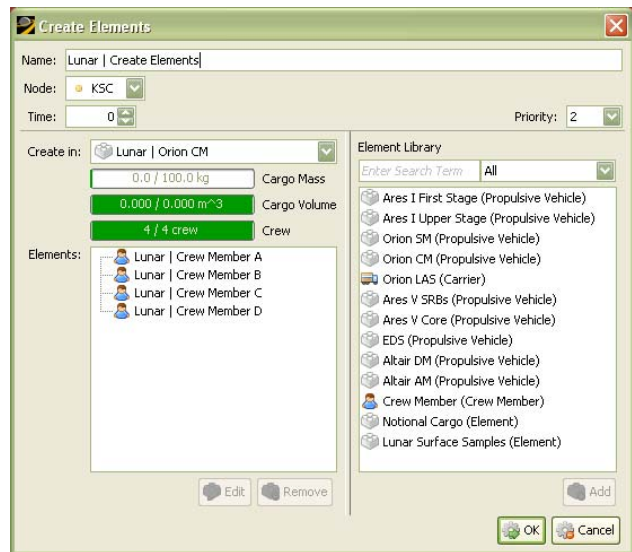 Create Elements
Name: Lunar | Create Elements
Node: KSC
Time: 0
Priority: 2
Create in: Lunar | Orion CM
0.0 / 100.0 kg Cargo Mass
0.000 / 0.000 m^3 Cargo Volume
4 / 4 crew Crew
Elements:
Lunar | Crew Member A
Lunar | Crew Member B
Lunar | Crew Member C
Lunar | Crew Member D
Edit Remove
Element Library
Enter Search Term All
Ares I First Stage (Propulsive Vehicle)
Ares I Upper Stage (Propulsive Vehicle)
Orion SM (Propulsive Vehicle)
Orion CM (Propulsive Vehicle)
Orion LAS (Carrier)
Ares V SRBs (Propulsive Vehicle)
Ares V Core (Propulsive Vehicle)
EDS (Propulsive Vehicle)
Altair DM (Propulsive Vehicle)
Altair AM (Propulsive Vehicle)
Crew Member (Crew Member)
Notional Cargo (Element)
Lunar Surface Samples (Element)
Add
OK Cancel